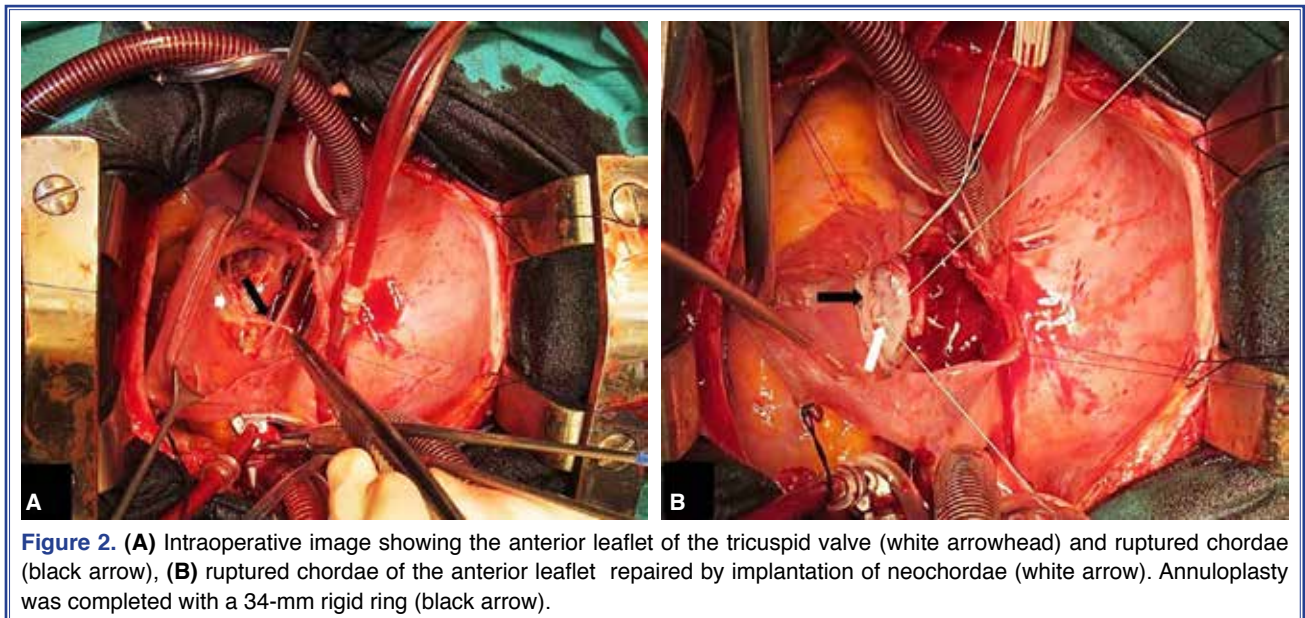 A
B
Figure 2. (A) Intraoperative image showing the anterior leaflet of the tricuspid valve (white arrowhead) and ruptured chordae
(black arrow), (B) ruptured chordae of the anterior leaflet repaired by implantation of neochordae (white arrow). Annuloplasty
was completed with a 34-mm rigid ring (black arrow).